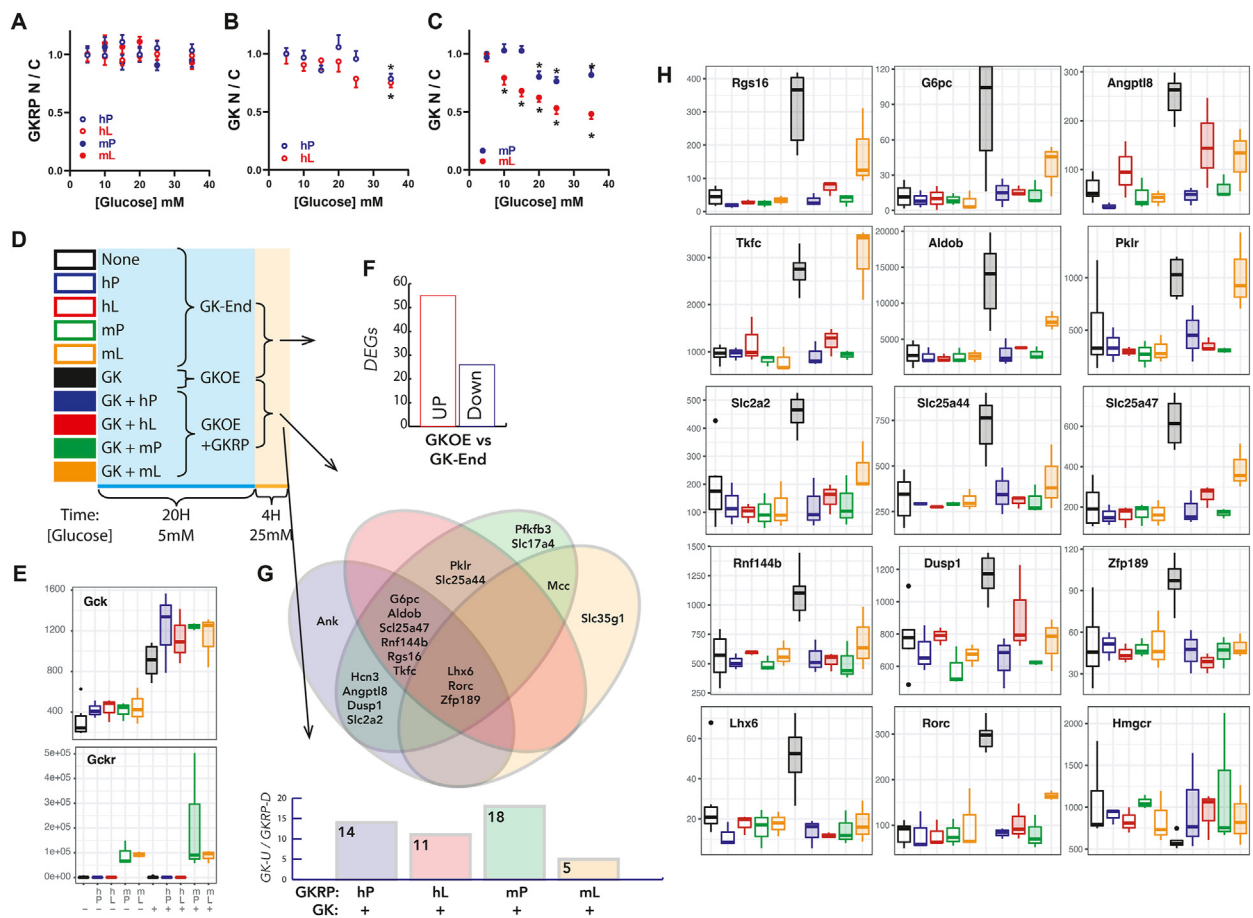 A
GKRP N / C
1.0
0.5
0.0
hP
hL
mP
mL
0 10 20 30 40
[Glucose] mM
B
GK N / C
1.0
0.5
0.0
* *
hP
hL
0 10 20 30 40
[Glucose] mM
C
GK N / C
1.0
0.5
0.0
* * *
* * * * *
mP
mL
0 10 20 30 40
[Glucose] mM
D
None
hP
hL
mP
mL
GK
GK + hP
GK + hL
GK + mP
GK + mL
GK-End
GKOE
GKOE
+GKRP
Time: 20H 4H
[Glucose] 5mM 25mM
F
DEGs
60
50
40
30
20
10
0
UP
Down
GKOE vs
GK-End
E
Gck
1600
1200
800
400
Gckr
5e+05
4e+05
3e+05
2e+05
1e+05
0e+00
h h m m h h m m
P L P L P L P L
– – – – – + + + + +
G
Pfkfb3
Slc17a4
Pklr
Slc25a44
Mcc
G6pc
Aldob
Scl25a47
Rnf144b
Rgs16
Tkfc
Ank
Slc35g1
Lhx6
Rorc
Zfp189
Hcn3
Angptl8
Dusp1
Slc2a2
GK-U / GKRP-D
20
15
10
5
0
14
11
18
5
GKRP: hP hL mP mL
GK: + + + +
H
Rgs16
400
300
200
100
0
G6pc
120
90
60
30
0
Angptl8
300
200
100
0
Tkfc
3000
2000
1000
Aldob
20000
15000
10000
5000
0
Pklr
1000
500
Slc2a2
500
400
300
200
100
Slc25a44
750
500
250
Slc25a47
600
400
200
Rnf144b
1250
1000
750
500
250
Dusp1
1200
1000
800
600
Zfp189
120
100
80
60
40
20
Lhx6
60
40
20
Rorc
300
200
100
Hmgcr
2000
1500
1000
500